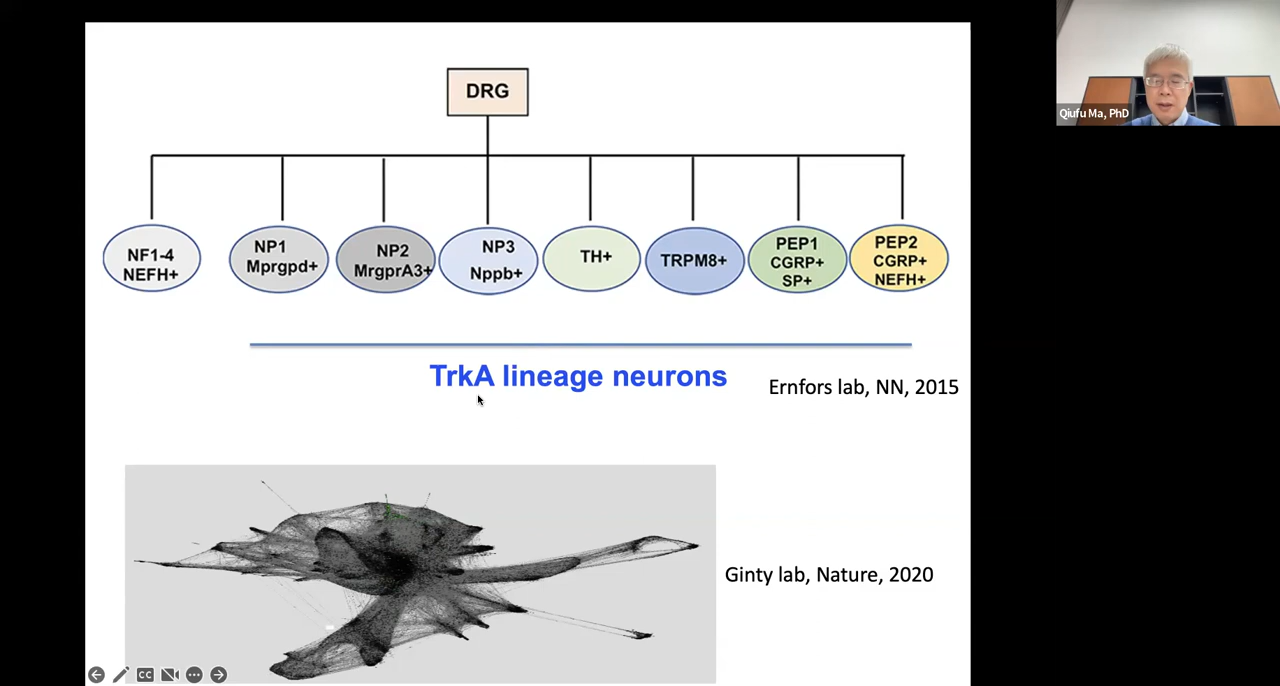 DRG
Qiufu Ma, PhD
NF1-4
NEFH+
NP1
Mprgpd+
NP2
MrgprA3+
NP3
Nppb+
TH+
TRPM8+
PEP1
CGRP+
SP+
PEP2
CGRP+
NEFH+
TrkA lineage neurons
Ernfors lab, NN, 2015
Ginty lab, Nature, 2020
CC